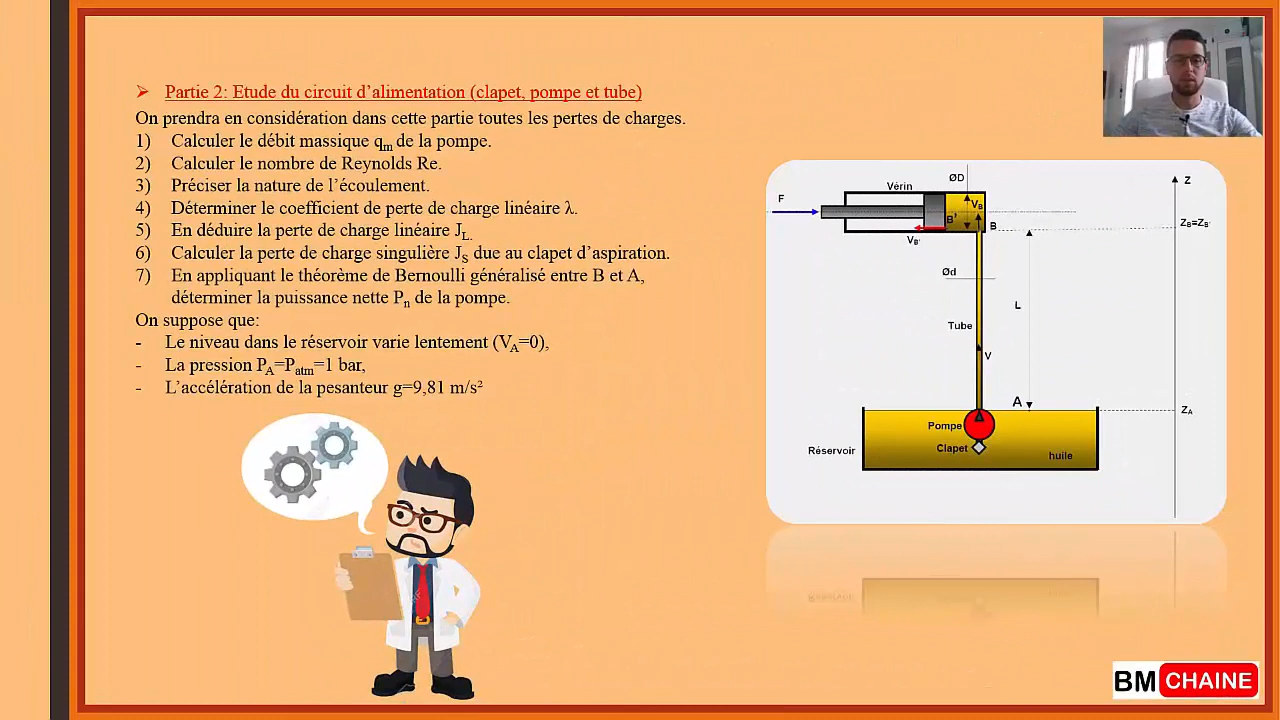 ➢ Partie 2: Etude du circuit d’alimentation (clapet, pompe et tube)
On prendra en considération dans cette partie toutes les pertes de charges.
1) Calculer le débit massique qm de la pompe.
2) Calculer le nombre de Reynolds Re.
3) Préciser la nature de l’écoulement.
4) Déterminer le coefficient de perte de charge linéaire λ.
5) En déduire la perte de charge linéaire JL.
6) Calculer la perte de charge singulière JS due au clapet d’aspiration.
7) En appliquant le théorème de Bernoulli généralisé entre B et A,
déterminer la puissance nette Pn de la pompe.
On suppose que:
- Le niveau dans le réservoir varie lentement (VA=0),
- La pression PA=Patm=1 bar,
- L’accélération de la pesanteur g=9,81 m/s²
ØD
Z
Vérin
F
VB
B'
B
ZB=ZB'
VB'
Ød
L
Tube
V
A
ZA
Pompe
Réservoir
Clapet
huile
BM CHAINE